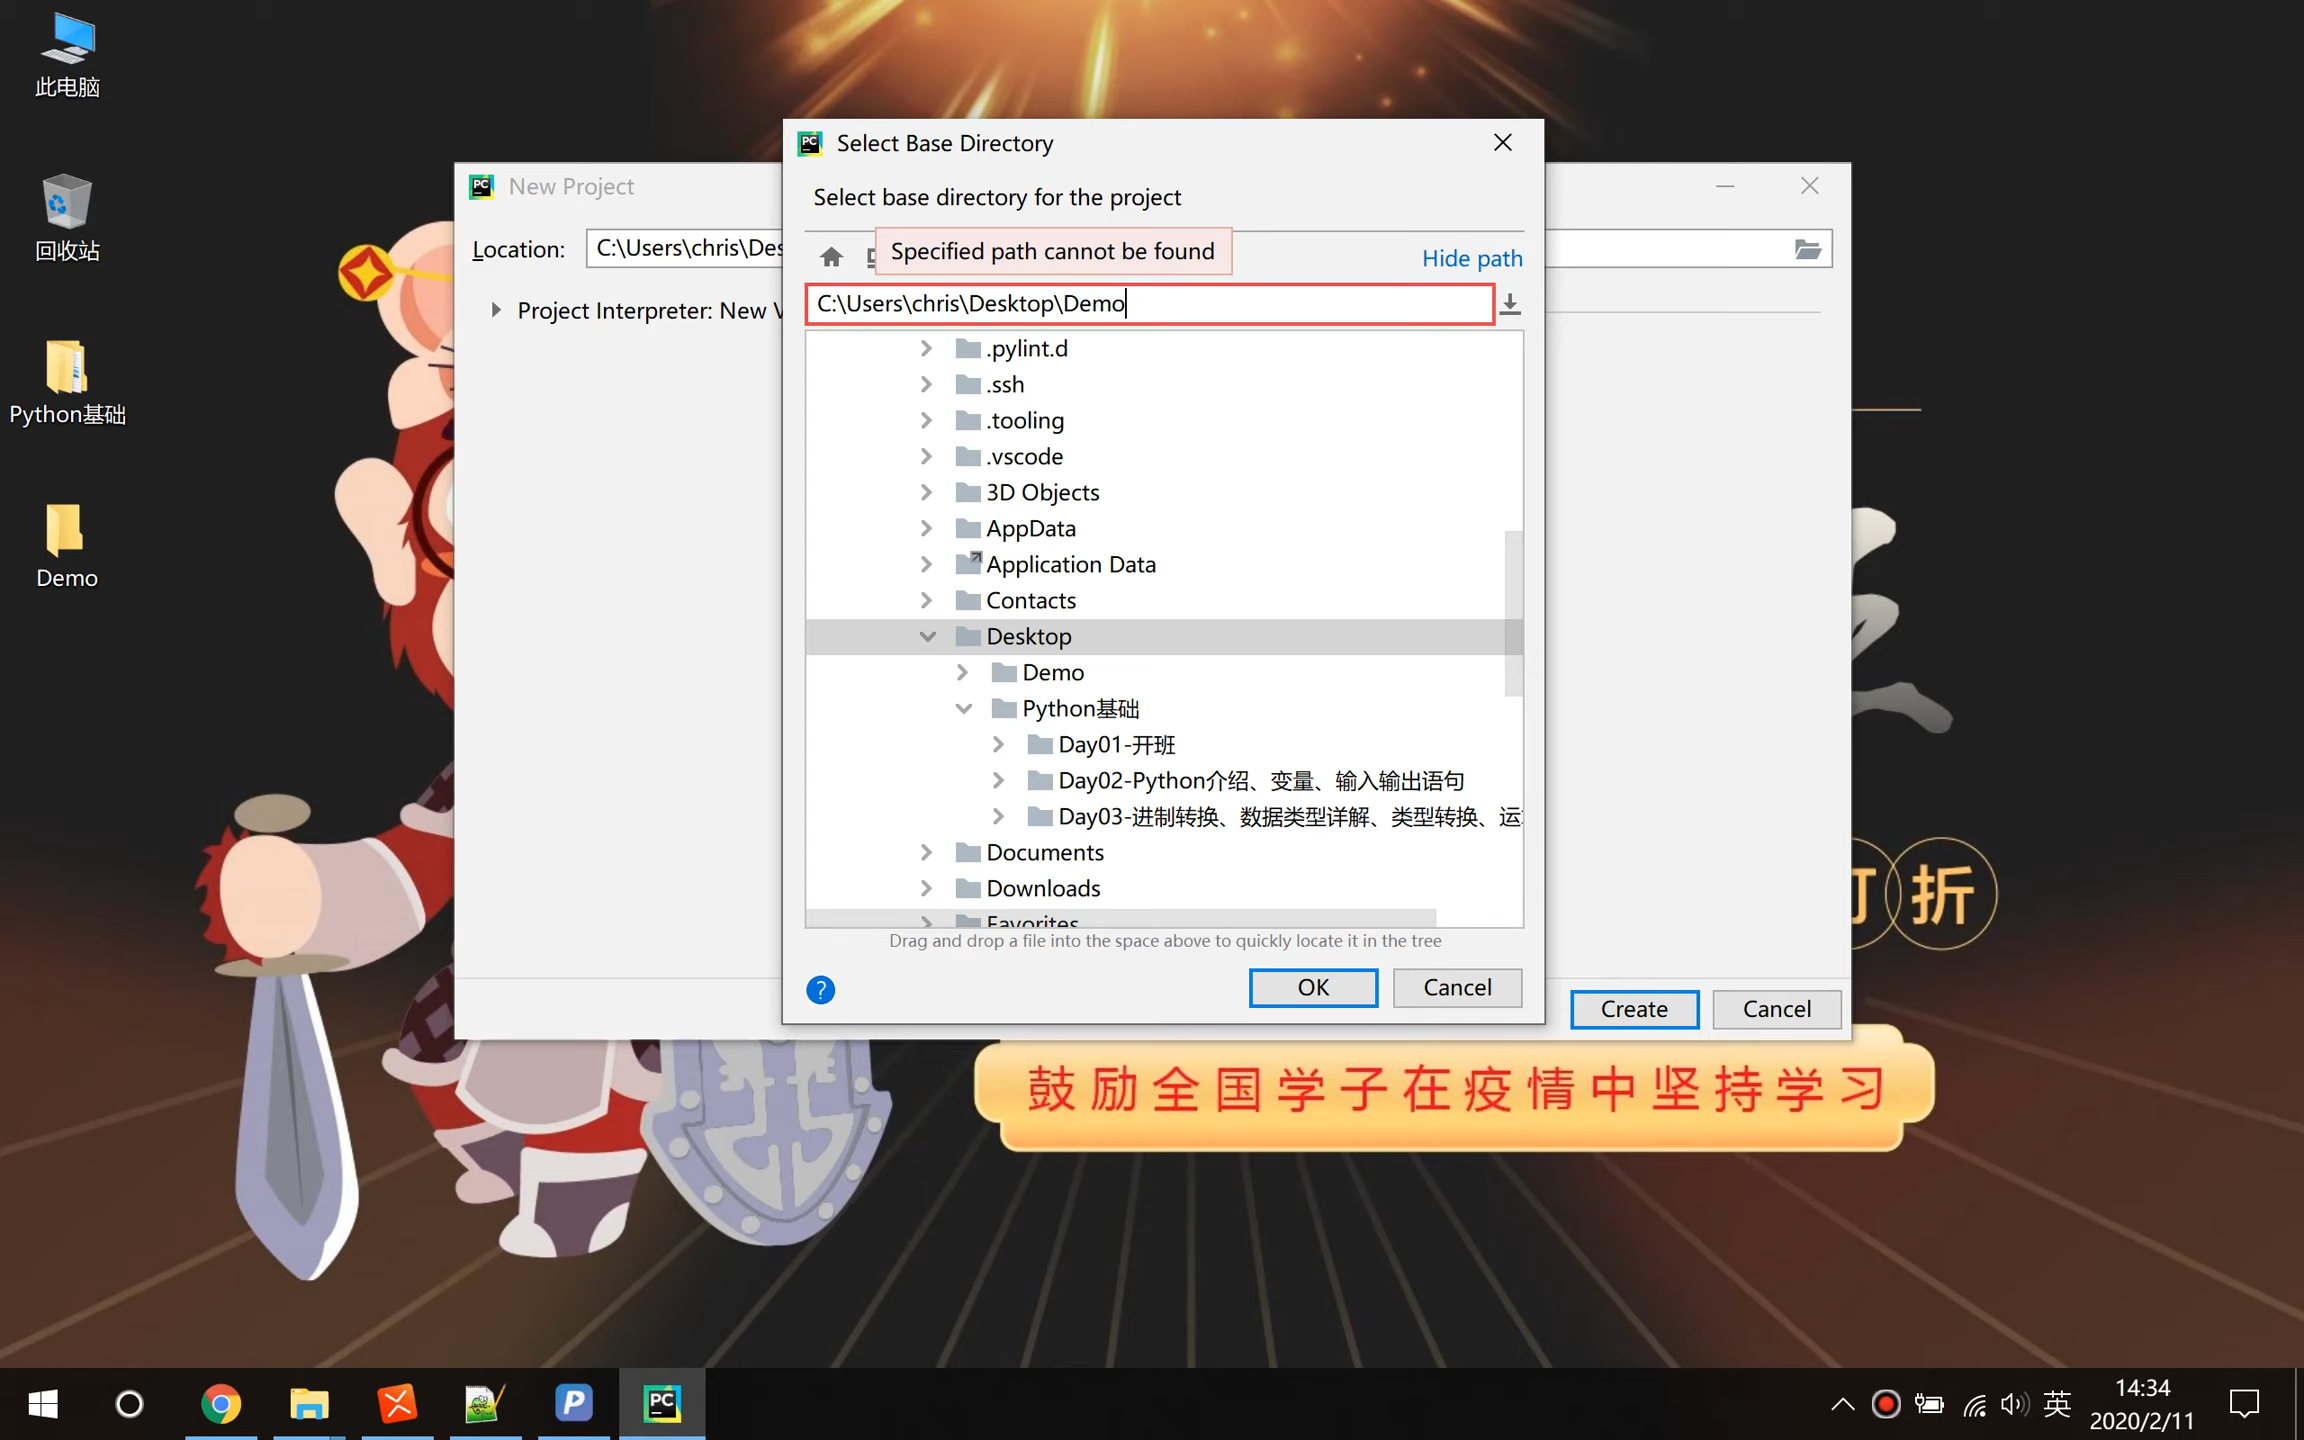 此电脑
回收站
Python基础
Demo
New Project
Location:
C:\Users\chris\Des
Project Interpreter: New V
Select Base Directory
Select base directory for the project
Specified path cannot be found
Hide path
C:\Users\chris\Desktop\Demo
.pylint.d
.ssh
.tooling
.vscode
3D Objects
AppData
Application Data
Contacts
Desktop
Demo
Python基础
Day01-开班
Day02-Python介绍、变量、输入输出语句
Day03-进制转换、数据类型详解、类型转换、运
Documents
Downloads
Favorites
Drag and drop a file into the space above to quickly locate it in the tree
?
OK
Cancel
Create
Cancel
折
鼓励全国学子在疫情中坚持学习
英
14:34
2020/2/11